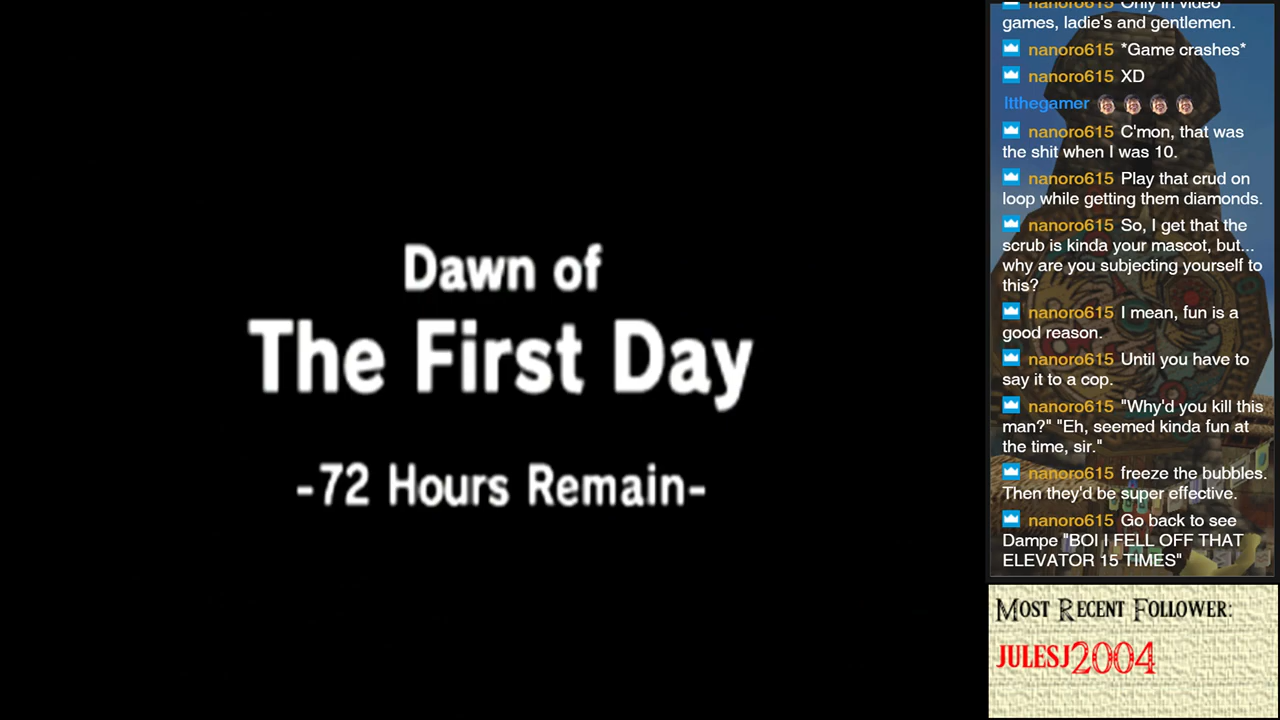 Dawn of
The First Day
-72 Hours Remain-
nanoro615 Only in video
games, ladie's and gentlemen.
nanoro615 *Game crashes*
nanoro615 XD
Itthegamer
nanoro615 C'mon, that was
the shit when I was 10.
nanoro615 Play that crud on
loop while getting them diamonds.
nanoro615 So, I get that the
scrub is kinda your mascot, but...
why are you subjecting yourself to
this?
nanoro615 I mean, fun is a
good reason.
nanoro615 Until you have to
say it to a cop.
nanoro615 "Why'd you kill this
man?" "Eh, seemed kinda fun at
the time, sir."
nanoro615 freeze the bubbles.
Then they'd be super effective.
nanoro615 Go back to see
Dampe "BOI I FELL OFF THAT
ELEVATOR 15 TIMES"
Most Recent Follower:
JULESJ2004